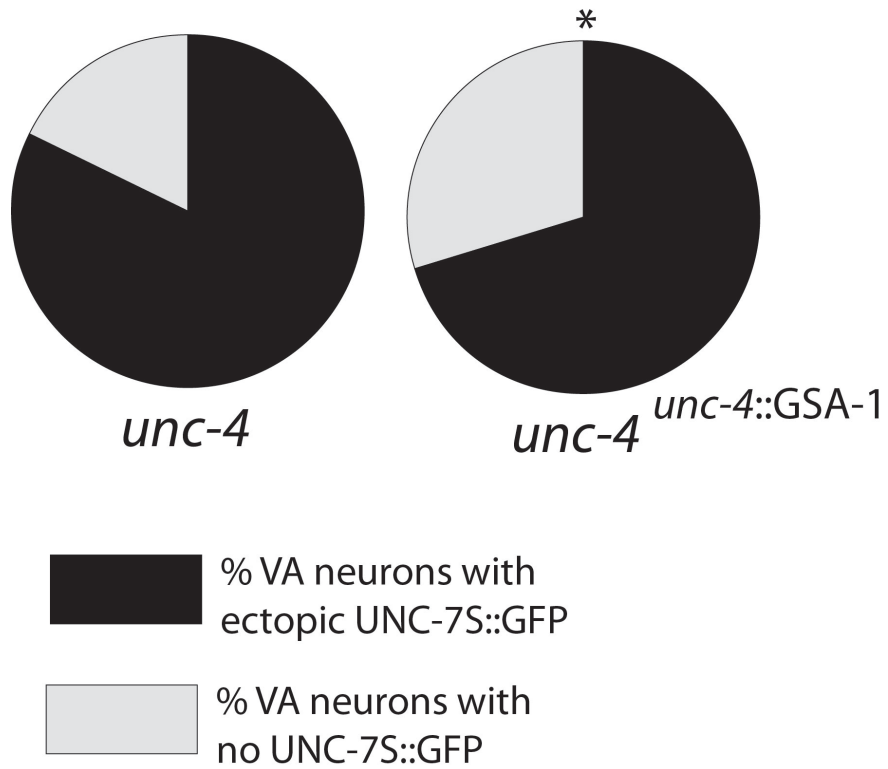 *
unc-4
unc-4 unc-4::GSA-1
% VA neurons with
ectopic UNC-7S::GFP
% VA neurons with
no UNC-7S::GFP